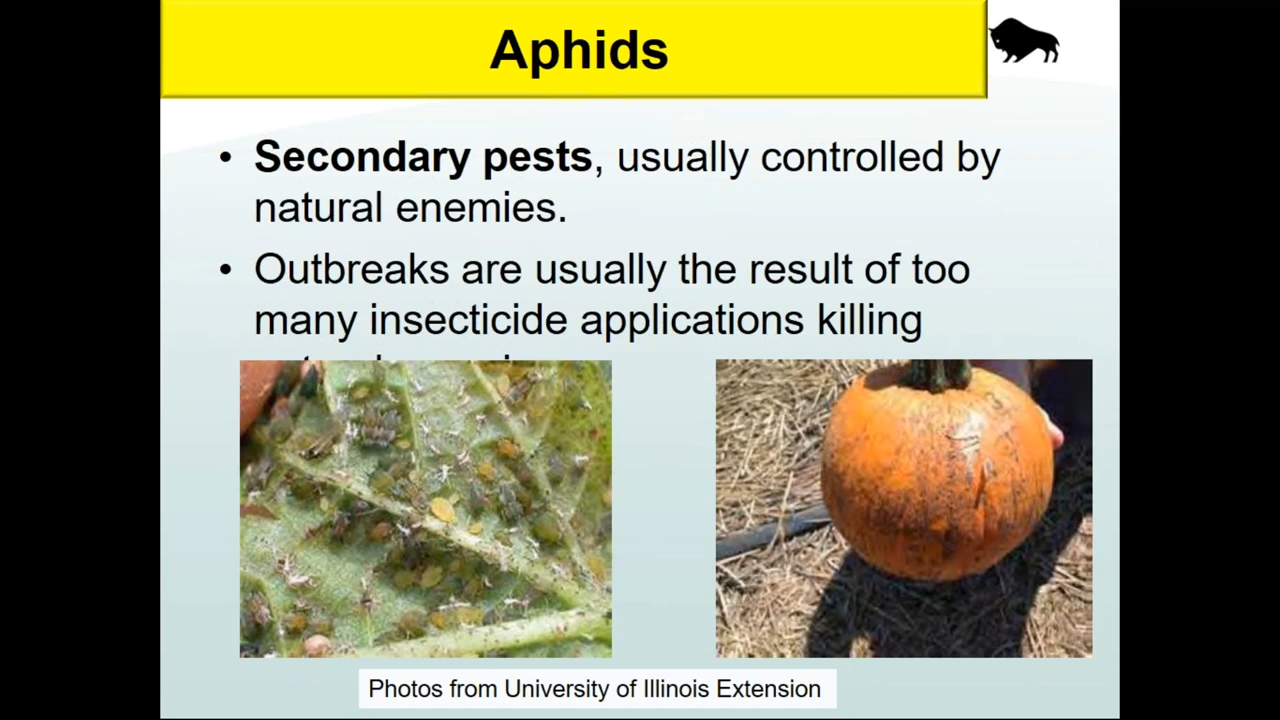 Aphids
• Secondary pests, usually controlled by
natural enemies.
• Outbreaks are usually the result of too
many insecticide applications killing
Photos from University of Illinois Extension